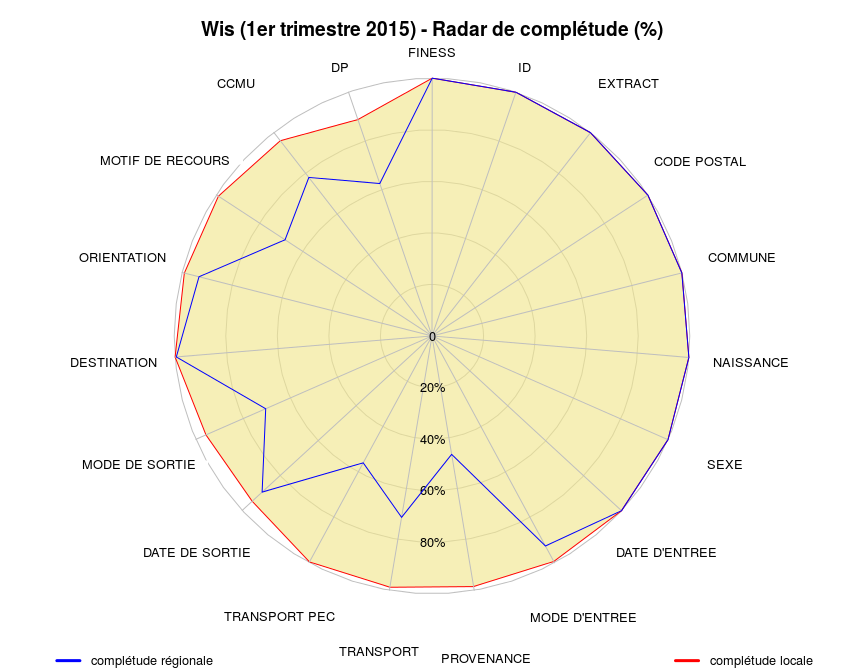 Wis (1er trimestre 2015) - Radar de complétude (%)
FINESS
ID
EXTRACT
CODE POSTAL
COMMUNE
NAISSANCE
SEXE
DATE D'ENTREE
MODE D'ENTREE
PROVENANCE
TRANSPORT
TRANSPORT PEC
DATE DE SORTIE
MODE DE SORTIE
DESTINATION
ORIENTATION
MOTIF DE RECOURS
CCMU
DP
0
20%
40%
60%
80%
complétude régionale
complétude locale